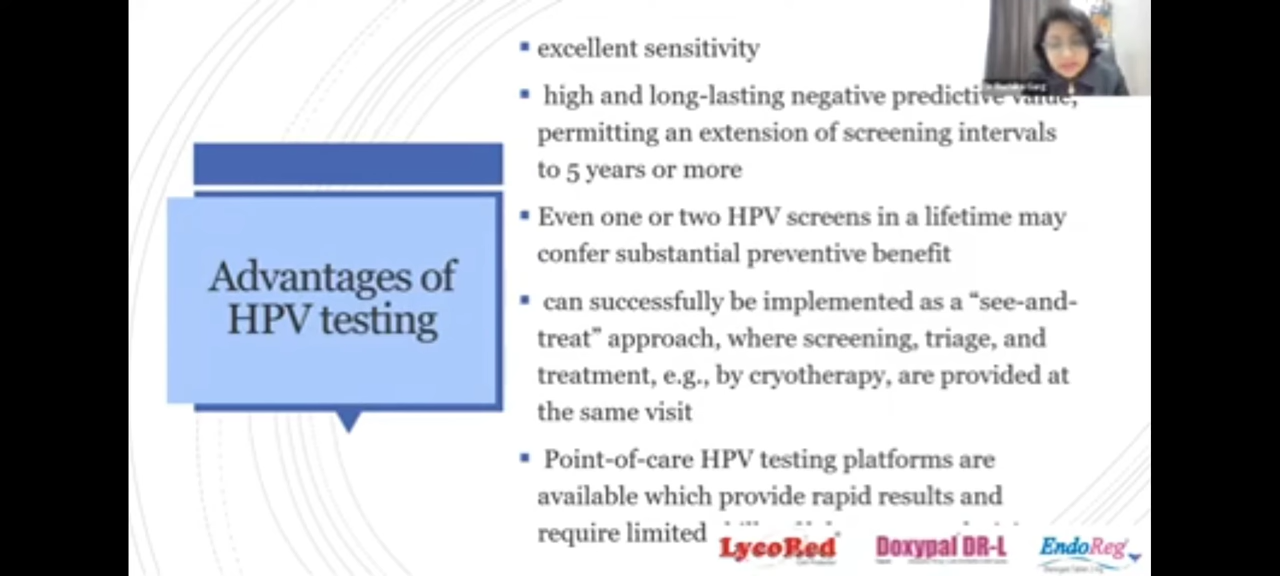 Advantages of
HPV testing
▪ excellent sensitivity
▪ high and long-lasting negative predictive value,
permitting an extension of screening intervals
to 5 years or more
▪ Even one or two HPV screens in a lifetime may
confer substantial preventive benefit
▪ can successfully be implemented as a “see-and-
treat” approach, where screening, triage, and
treatment, e.g., by cryotherapy, are provided at
the same visit
▪ Point-of-care HPV testing platforms are
available which provide rapid results and
require limited
LycoRed
Doxypal DR-L
EndoReg